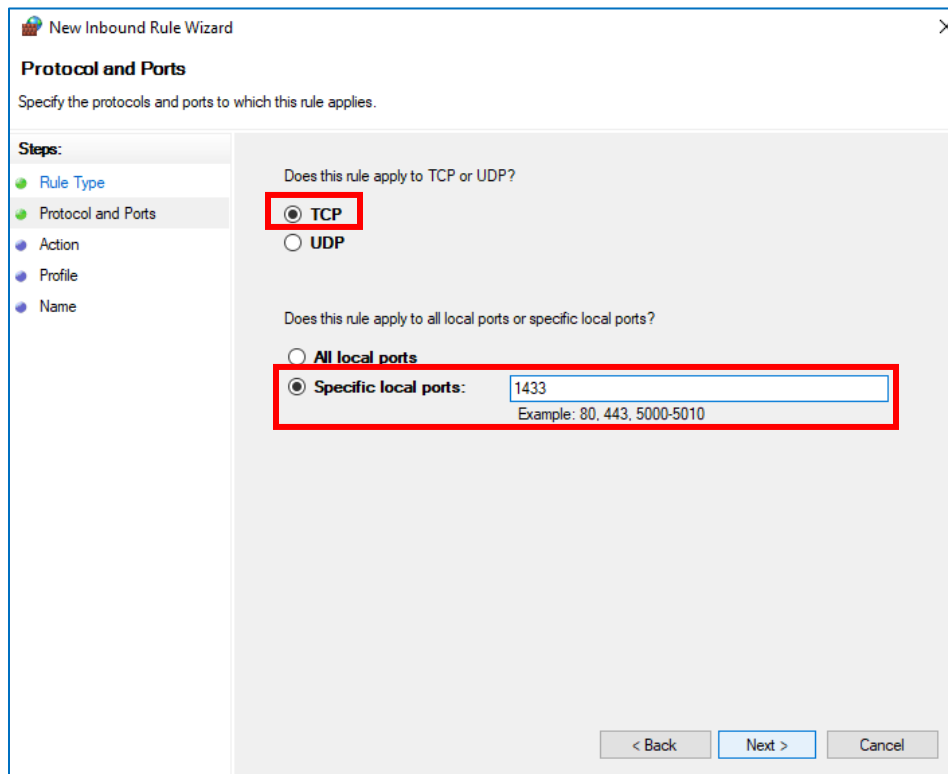 New Inbound Rule Wizard
Protocol and Ports
Specify the protocols and ports to which this rule applies.
Steps:
Rule Type
Protocol and Ports
Action
Profile
Name
Does this rule apply to TCP or UDP?
TCP
UDP
Does this rule apply to all local ports or specific local ports?
All local ports
Specific local ports: 1433
Example: 80, 443, 5000-5010
< Back Next > Cancel